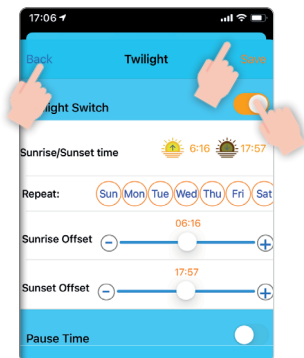 17:06
Back Twilight Save
ight Switch
Sunrise/Sunset time 6:16 17:57
Repeat: Sun Mon Tue Wed Thu Fri Sat
06:16
Sunrise Offset
17:57
Sunset Offset
Pause Time